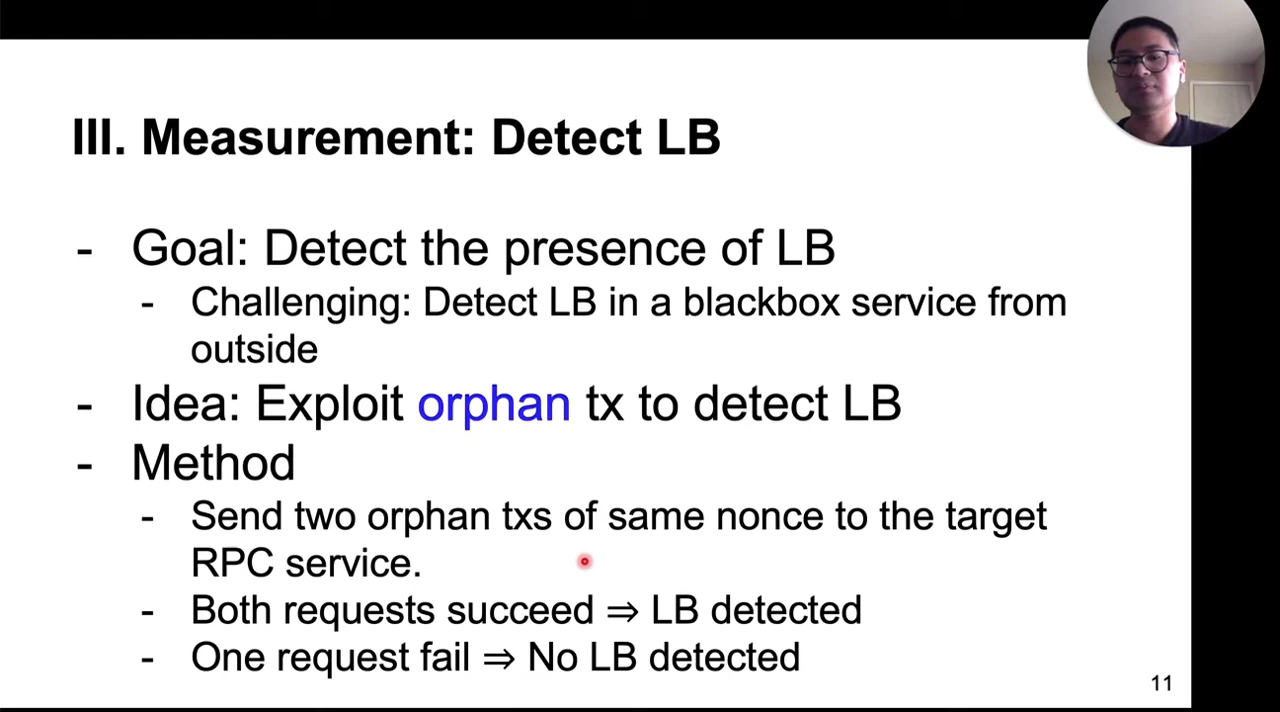 III. Measurement: Detect LB
- Goal: Detect the presence of LB
- Challenging: Detect LB in a blackbox service from
outside
- Idea: Exploit orphan tx to detect LB
- Method
- Send two orphan txs of same nonce to the target
RPC service.
- Both requests succeed ⇒ LB detected
- One request fail ⇒ No LB detected
11